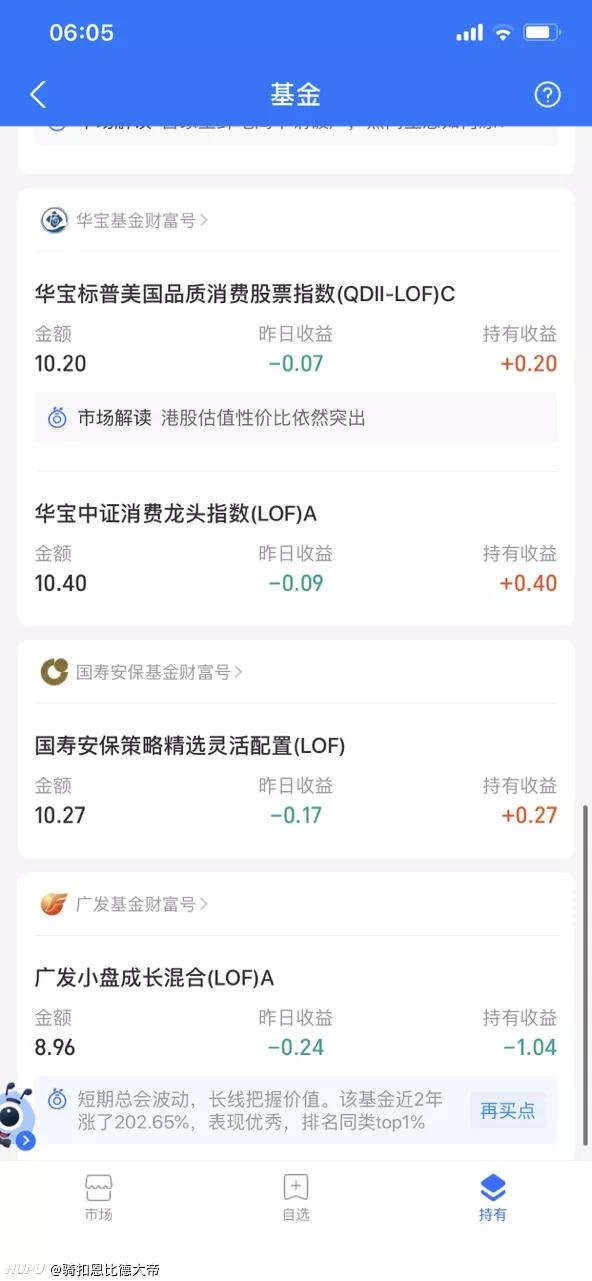 06:05
基金
市场解读
华宝基金财富号
华宝标普美国品质消费股票指数(QDII-LOF)C
金额 昨日收益 持有收益
10.20 -0.07 +0.20
市场解读 港股估值性价比依然突出
华宝中证消费龙头指数(LOF)A
金额 昨日收益 持有收益
10.40 -0.09 +0.40
国寿安保基金财富号
国寿安保策略精选灵活配置(LOF)
金额 昨日收益 持有收益
10.27 -0.17 +0.27
广发基金财富号
广发小盘成长混合(LOF)A
金额 昨日收益 持有收益
8.96 -0.24 -1.04
短期总会波动，长线把握价值。该基金近2年
涨了202.65%，表现优秀，排名同类top1%
再买点
市场 自选 持有
HUPU @骑扣恩比德大帝